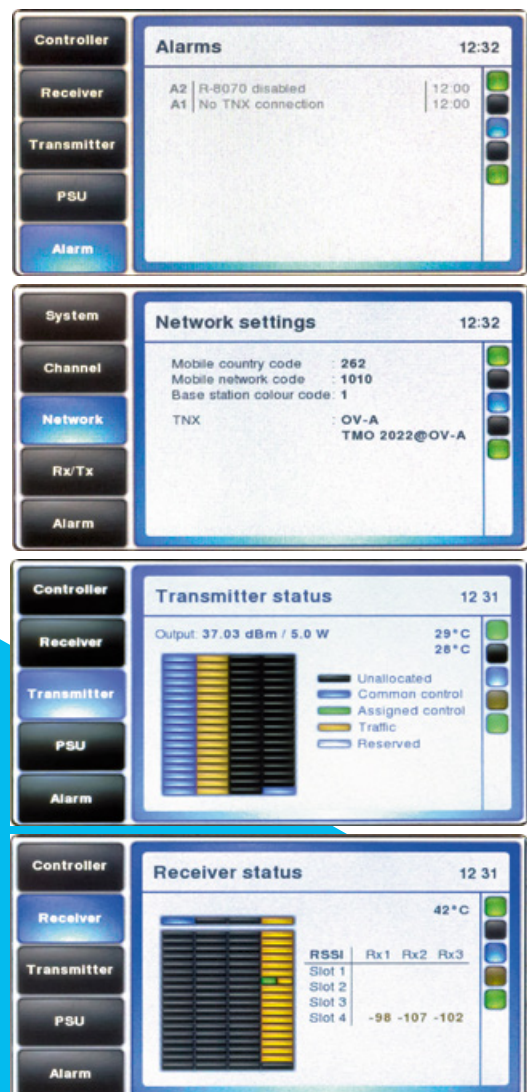 Controller
Receiver
Transmitter
PSU
Alarm
Alarms 12:32
A2 R-8070 disabled 12:00
A1 No TNX connection 12:00
System
Channel
Network
Rx/Tx
Alarm
Network settings 12:32
Mobile country code : 262
Mobile network code : 1010
Base station colour code: 1
TNX : OV-A
TMO 2022@OV-A
Controller
Receiver
Transmitter
PSU
Alarm
Transmitter status 12 31
Output: 37.03 dBm / 5.0 W 29°C
28°C
Unallocated
Common control
Assigned control
Traffic
Reserved
Controller
Receiver
Transmitter
PSU
Alarm
Receiver status 12 31
42°C
RSSI Rx1 Rx2 Rx3
Slot 1
Slot 2
Slot 3
Slot 4 -98 -107 -102